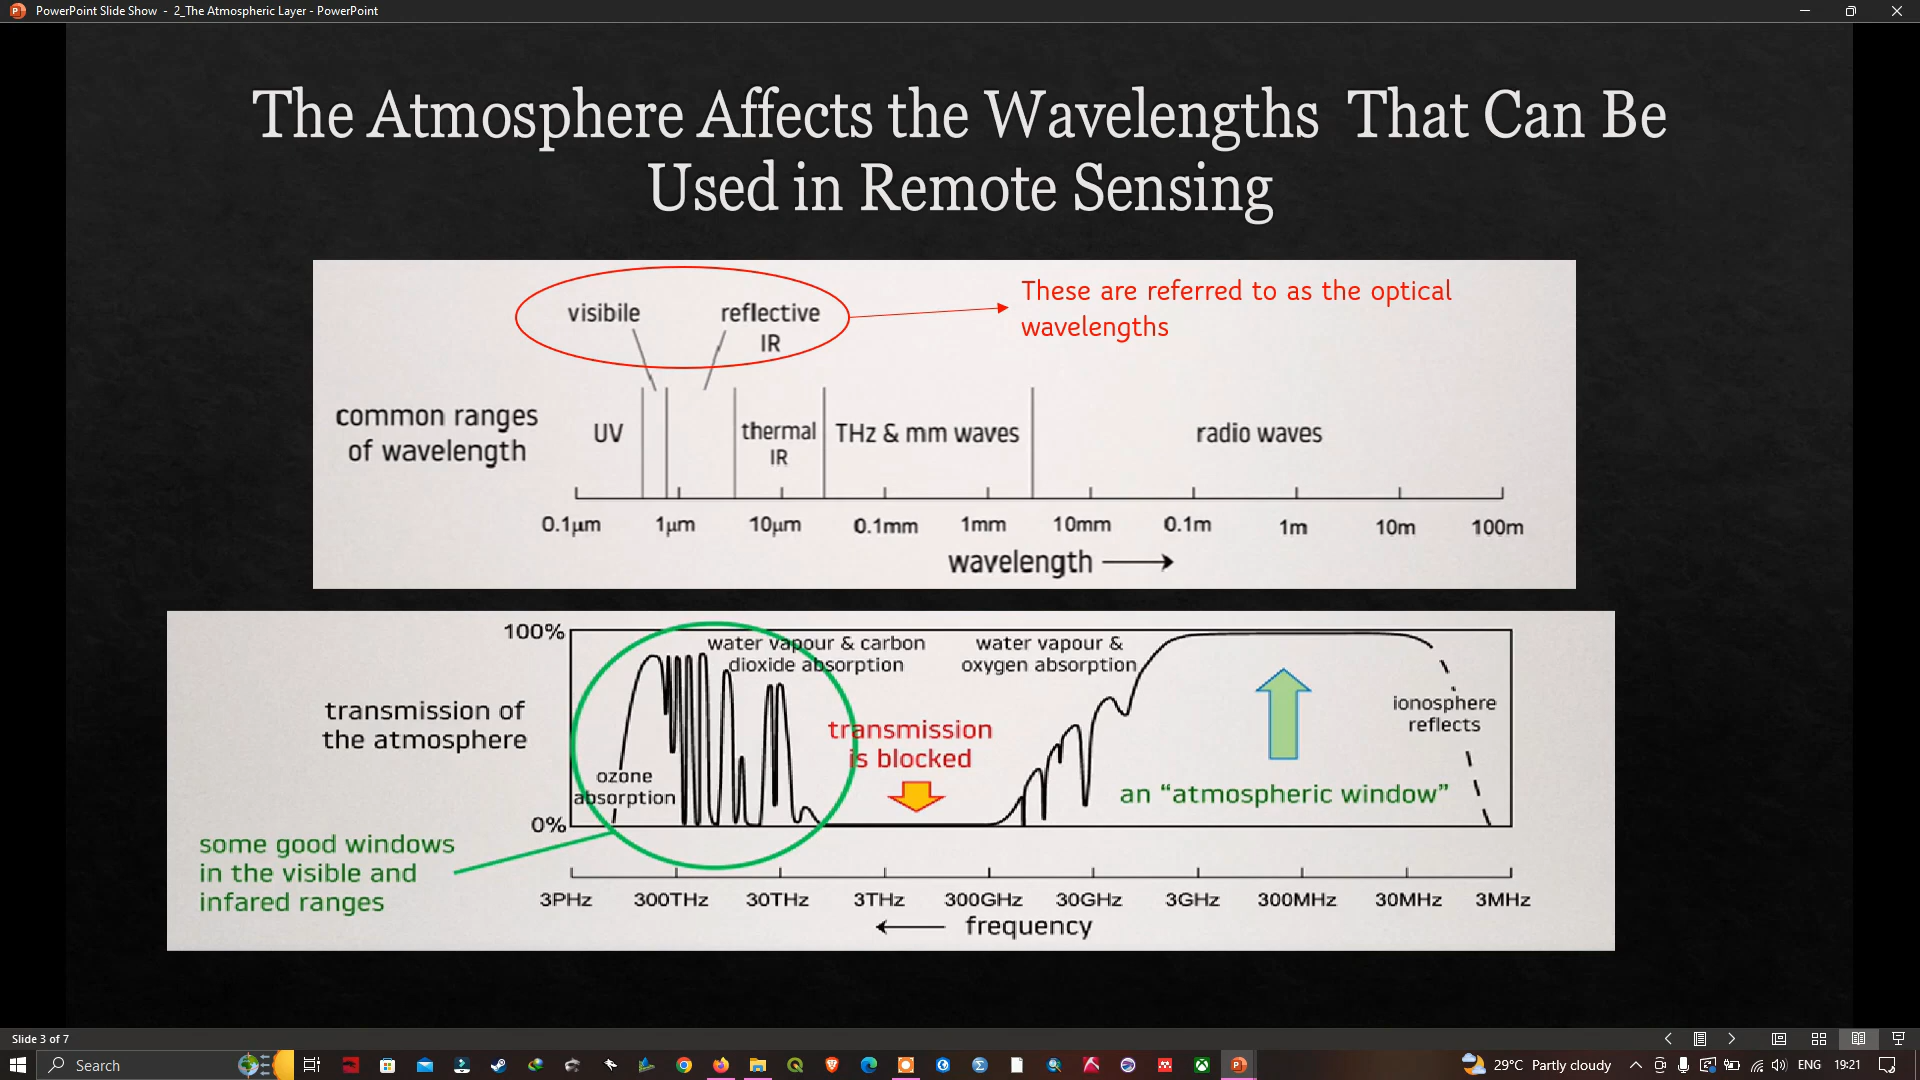 PowerPoint Slide Show - 2_The Atmospheric Layer - PowerPoint
The Atmosphere Affects the Wavelengths That Can Be
Used in Remote Sensing
visibile
reflective
IR
These are referred to as the optical
wavelengths
common ranges
of wavelength
UV
thermal
IR
THz & mm waves
radio waves
0.1µm 1µm 10µm 0.1mm 1mm 10mm 0.1m 1m 10m 100m
wavelength
100%
water vapour & carbon
dioxide absorption
water vapour &
oxygen absorption
transmission of
the atmosphere
transmission
is blocked
ionosphere
reflects
ozone
absorption
an “atmospheric window”
0%
some good windows
in the visible and
infared ranges
3PHz 300THz 30THz 3THz 300GHz 30GHz 3GHz 300MHz 30MHz 3MHz
frequency
Slide 3 of 7
Search
29°C Partly cloudy
ENG
19:21